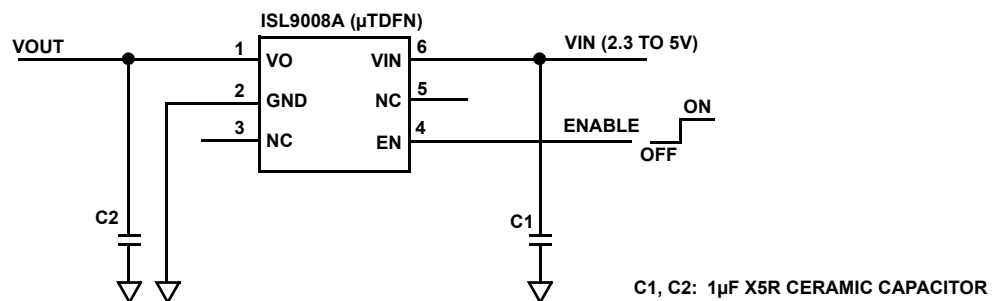 ISL9008A (µTDFN)
VOUT
1
VO
VIN
6
VIN (2.3 TO 5V)
2
GND
NC
5
3
NC
EN
4
ENABLE
ON
OFF
C2
C1
C1, C2: 1µF X5R CERAMIC CAPACITOR